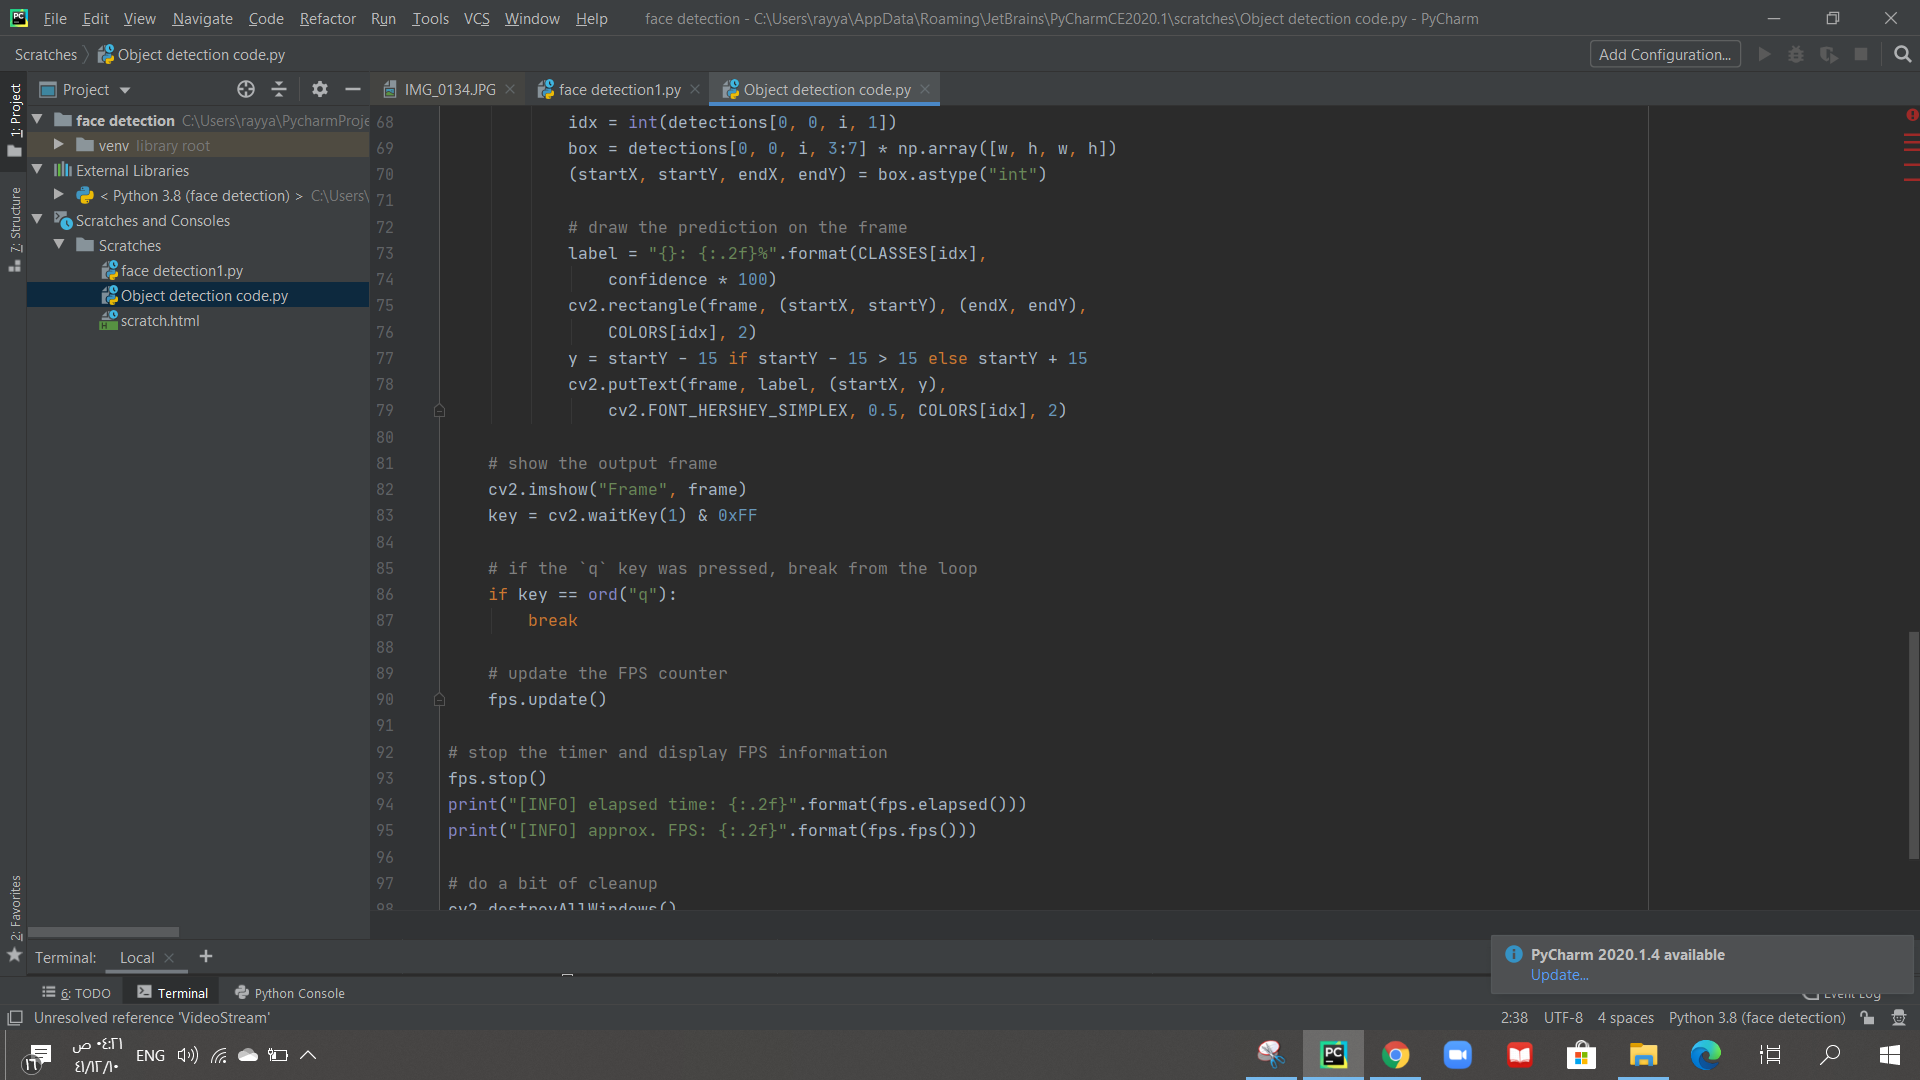 File Edit View Navigate Code Refactor Run Tools VCS Window Help face detection - C:\Users\rayya\AppData\Roaming\JetBrains\PyCharmCE2020.1\scratches\Object detection code.py - PyCharm
Scratches Object detection code.py Add Configuration...
Project IMG_0134.JPG face detection1.py Object detection code.py
1: Project
7: Structure
2: Favorites
face detection C:\Users\rayya\PycharmProje
venv library root
External Libraries
< Python 3.8 (face detection) > C:\Users\
Scratches and Consoles
Scratches
face detection1.py
Object detection code.py
scratch.html
68 idx = int(detections[0, 0, i, 1])
69 box = detections[0, 0, i, 3:7] * np.array([w, h, w, h])
70 (startX, startY, endX, endY) = box.astype("int")
71
72 # draw the prediction on the frame
73 label = "{}: {:.2f}%".format(CLASSES[idx],
74 confidence * 100)
75 cv2.rectangle(frame, (startX, startY), (endX, endY),
76 COLORS[idx], 2)
77 y = startY - 15 if startY - 15 > 15 else startY + 15
78 cv2.putText(frame, label, (startX, y),
79 cv2.FONT_HERSHEY_SIMPLEX, 0.5, COLORS[idx], 2)
80
81 # show the output frame
82 cv2.imshow("Frame", frame)
83 key = cv2.waitKey(1) & 0xFF
84
85 # if the `q` key was pressed, break from the loop
86 if key == ord("q"):
87 break
88
89 # update the FPS counter
90 fps.update()
91
92 # stop the timer and display FPS information
93 fps.stop()
94 print("[INFO] elapsed time: {:.2f}".format(fps.elapsed()))
95 print("[INFO] approx. FPS: {:.2f}".format(fps.fps()))
96
97 # do a bit of cleanup
98 cv2.destroyAllWindows()
Terminal: Local +
PyCharm 2020.1.4 available
Update...
6: TODO Terminal Python Console Event Log
Unresolved reference 'VideoStream' 2:38 UTF-8 4 spaces Python 3.8 (face detection)
١٦ ٠٤:٢١ ص ENG
٤١/١٢/١٠